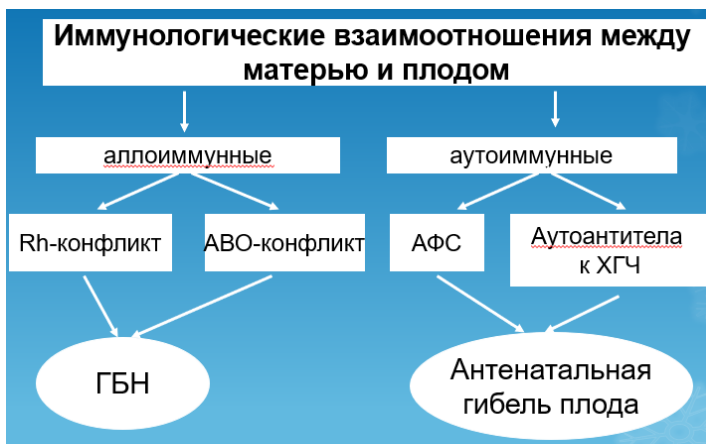 Иммунологические взаимоотношения между
матерью и плодом
аллоиммунные
аутоиммунные
Rh-конфликт
АВО-конфликт
АФС
Аутоантитела
к ХГЧ
ГБН
Антенатальная
гибель плода